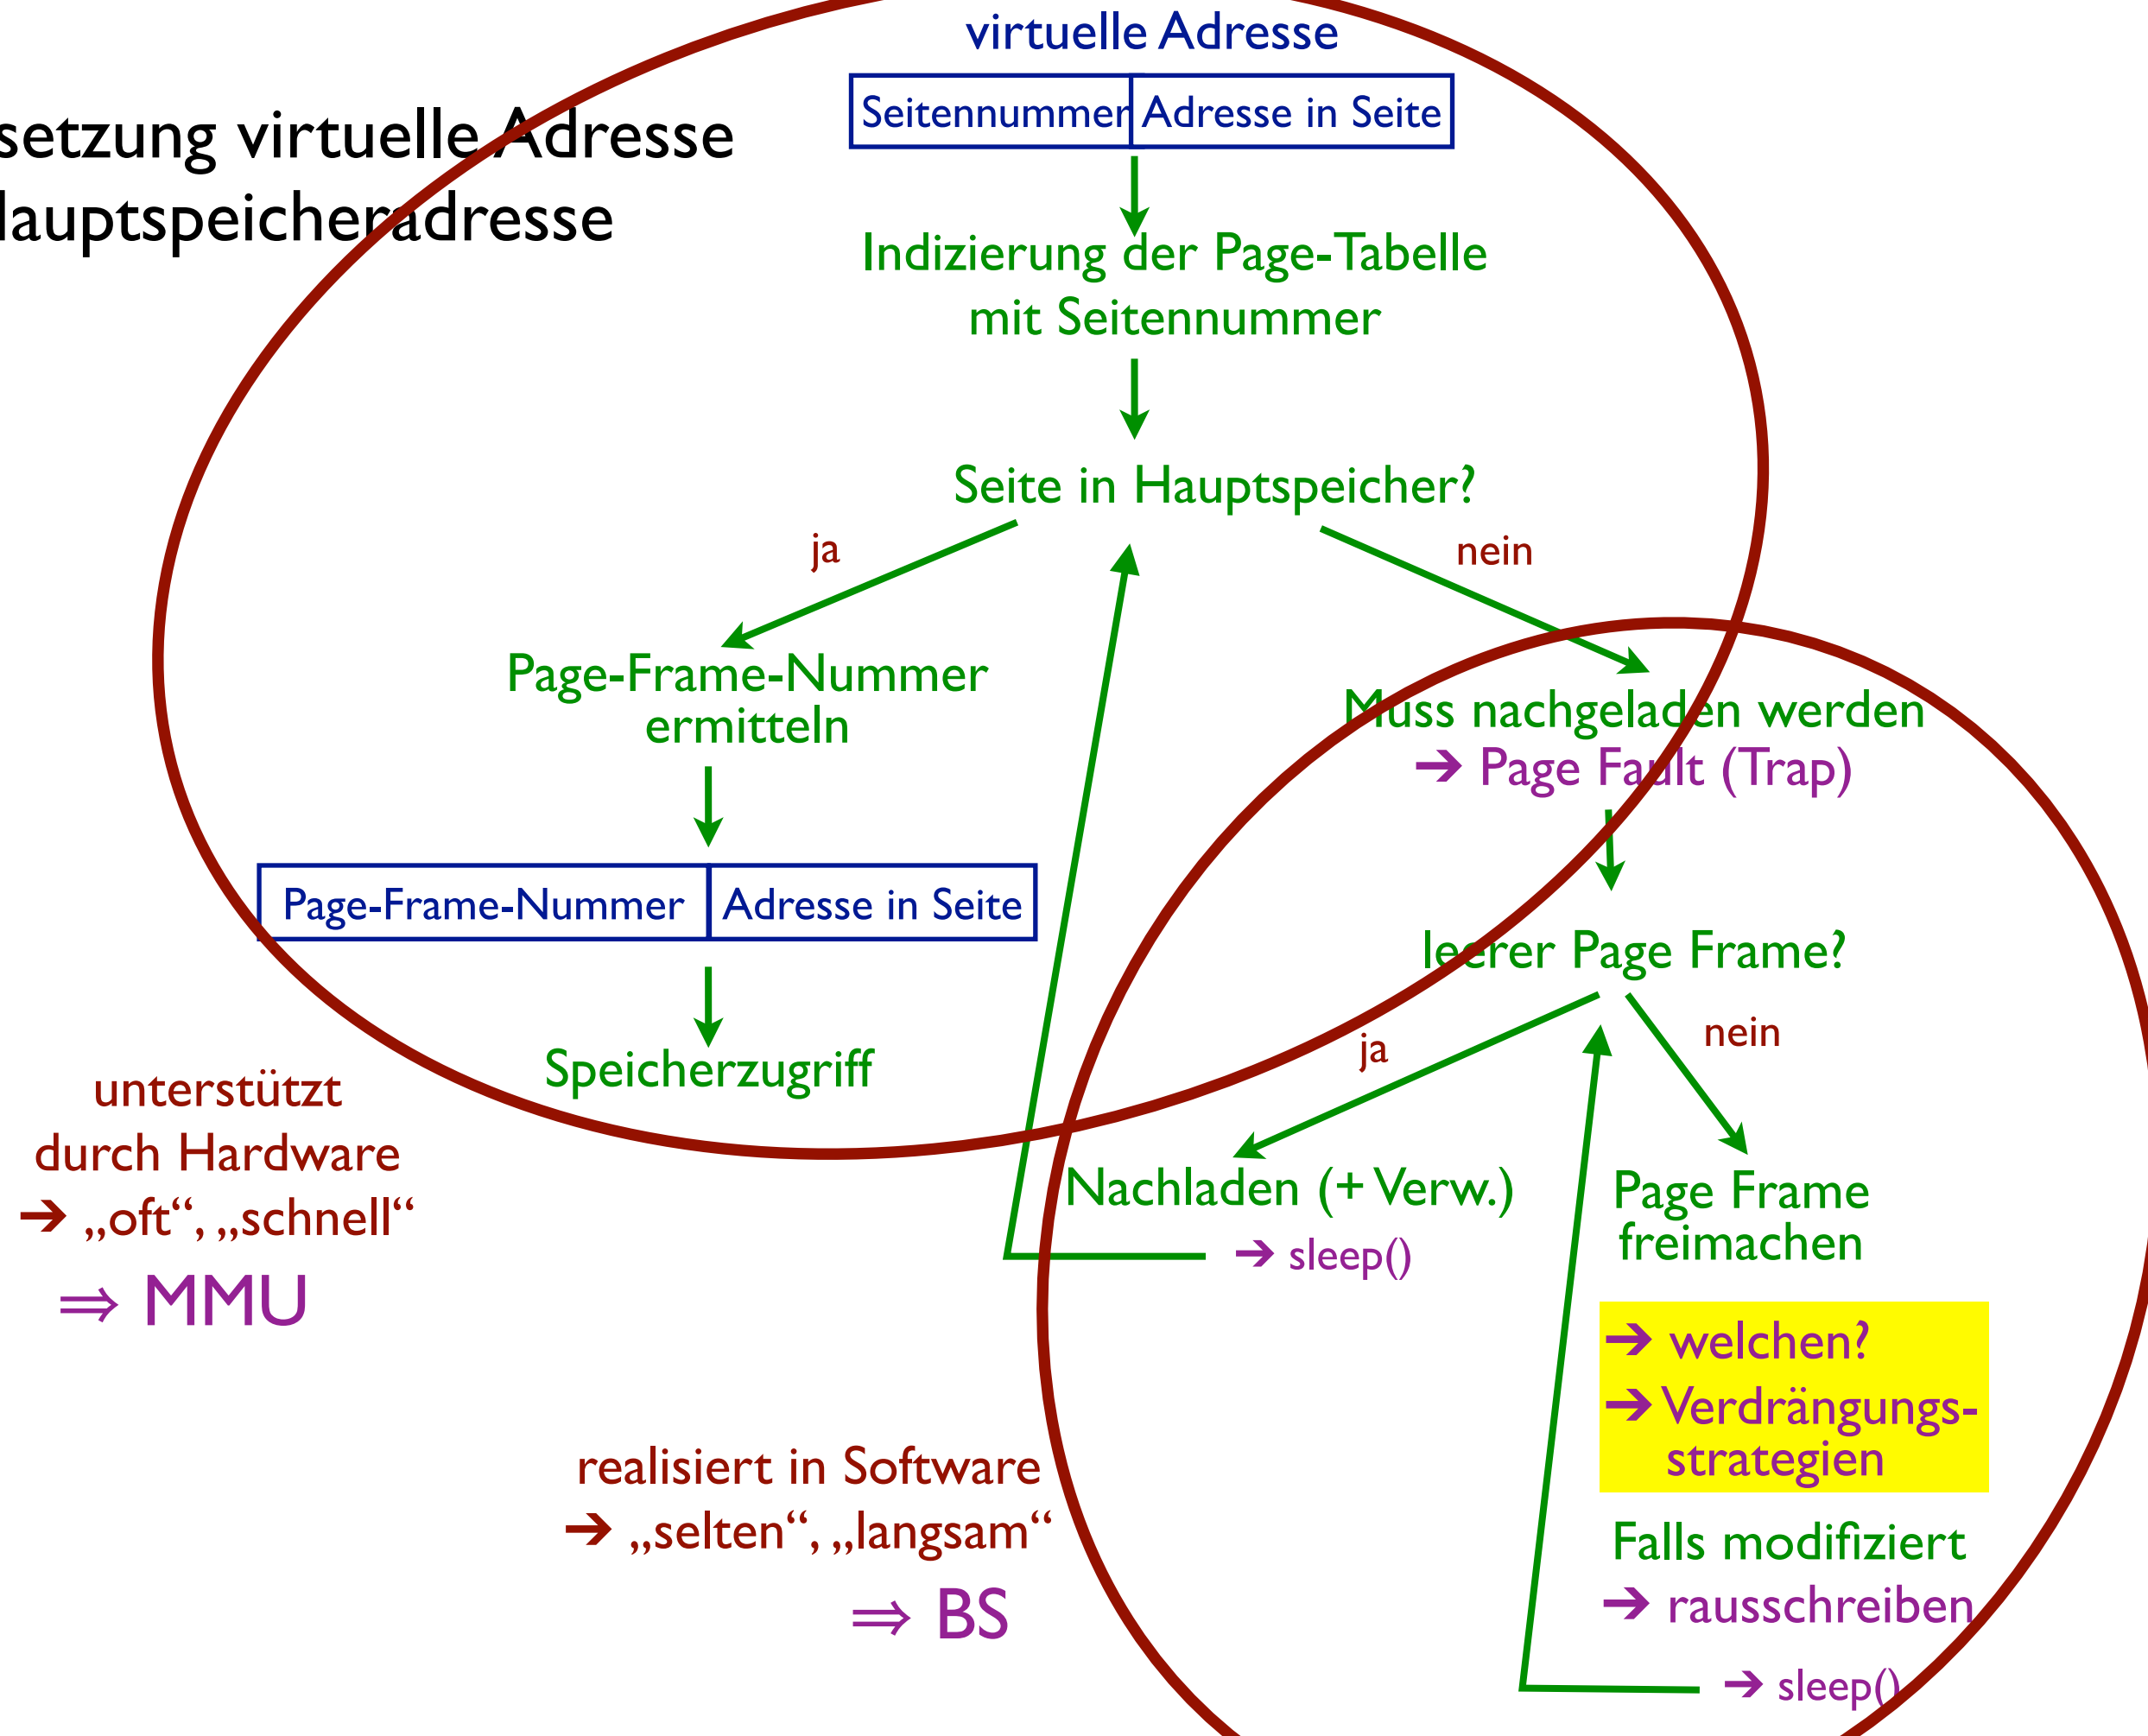 virtuelle Adresse
Seitennummer Adresse in Seite
setzung virtuelle Adresse
auptspeicheradresse
Indizierung der Page-Tabelle
mit Seitennummer
Seite in Hauptspeicher?
ja
nein
Page-Frame-Nummer
ermitteln
Muss nachgeladen werden
➔ Page Fault (Trap)
Page-Frame-Nummer Adresse in Seite
leerer Page Frame?
Speicherzugriff
ja
nein
unterstützt
durch Hardware
➔ „oft“, „schnell“
⇒ MMU
Nachladen (+ Verw.)
➔ sleep()
Page Frame
freimachen
➔ welchen?
➔ Verdrängungs-
strategien
Falls modifiziert
➔ rausschreiben
➔ sleep()
realisiert in Software
➔ „selten“, „langsam“
⇒ BS